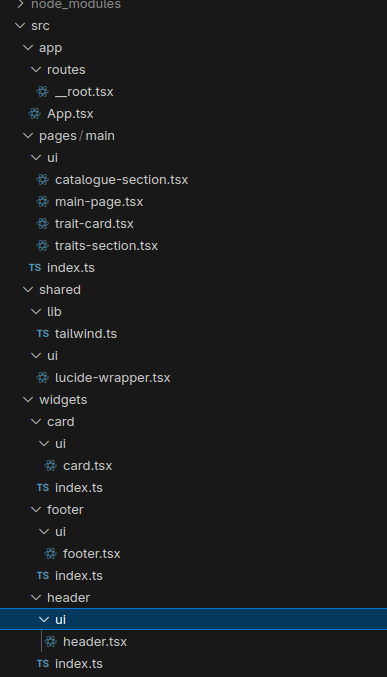 node_modules
src
app
routes
__root.tsx
App.tsx
pages/main
ui
catalogue-section.tsx
main-page.tsx
trait-card.tsx
traits-section.tsx
TS index.ts
shared
lib
TS tailwind.ts
ui
lucide-wrapper.tsx
widgets
card
ui
card.tsx
TS index.ts
footer
ui
footer.tsx
TS index.ts
header
ui
header.tsx
TS index.ts